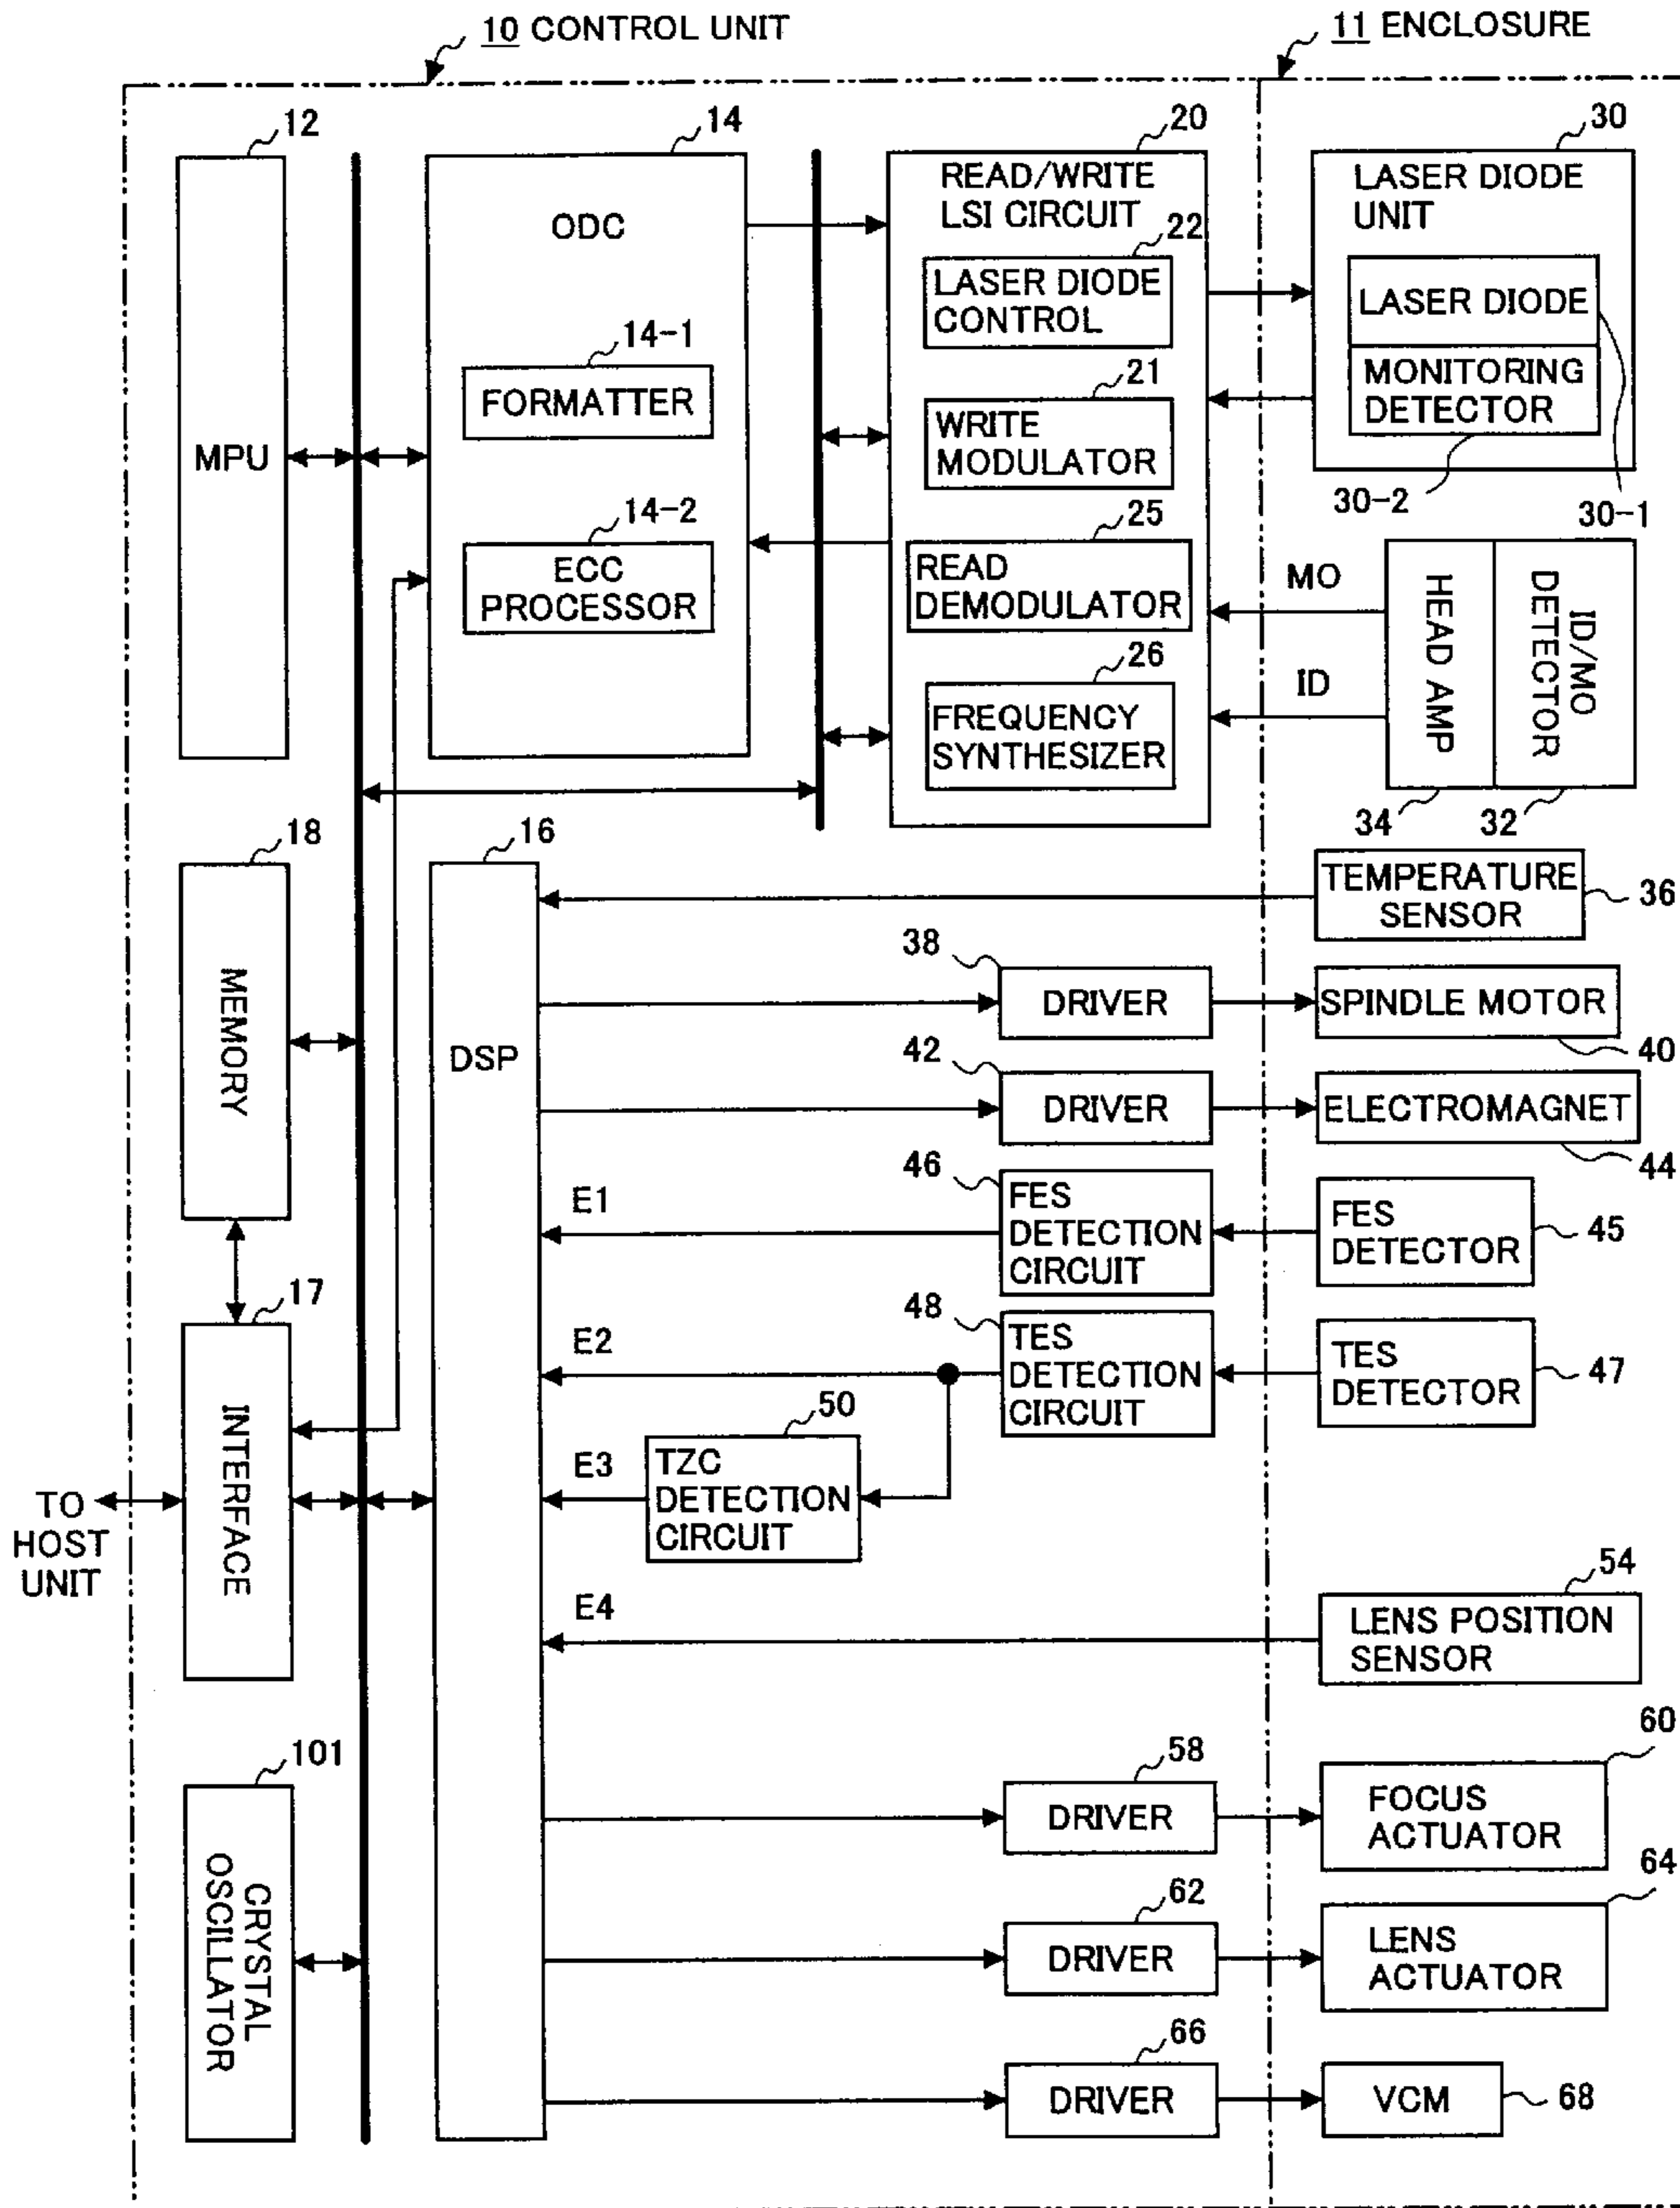 10 CONTROL UNIT
11 ENCLOSURE
12
14
20
30
MPU
ODC
READ/WRITE
LSI CIRCUIT
22
LASER DIODE
CONTROL
LASER DIODE
UNIT
LASER DIODE
MONITORING
DETECTOR
30-2
30-1
14-1
FORMATTER
21
WRITE
MODULATOR
14-2
ECC
PROCESSOR
25
READ
DEMODULATOR
MO
ID
HEAD AMP
ID/MO
DETECTOR
34
32
26
FREQUENCY
SYNTHESIZER
18
MEMORY
16
DSP
TEMPERATURE
SENSOR
36
38
DRIVER
SPINDLE MOTOR
40
42
DRIVER
ELECTROMAGNET
44
E1
46
FES
DETECTION
CIRCUIT
FES
DETECTOR
45
17
INTERFACE
TO
HOST
UNIT
E2
48
TES
DETECTION
CIRCUIT
TES
DETECTOR
47
E3
50
TZC
DETECTION
CIRCUIT
E4
54
LENS POSITION
SENSOR
101
CRYSTAL
OSCILLATOR
58
DRIVER
60
FOCUS
ACTUATOR
62
DRIVER
64
LENS
ACTUATOR
66
DRIVER
VCM
68